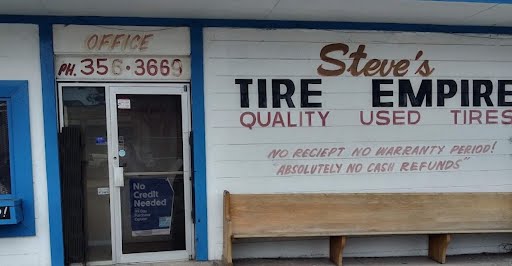 OFFICE
PH. 356·3669
No
Credit
Needed
Steve's
TIRE EMPIRE
QUALITY USED TIRES
NO RECIEPT NO WARRANTY PERIOD!
"ABSOLUTELY NO CASH REFUNDS"